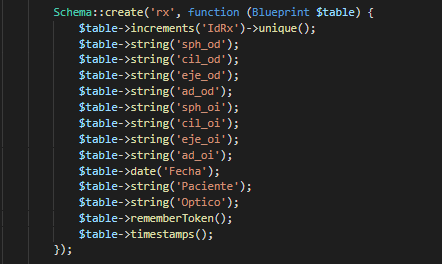 Schema::create('rx', function (Blueprint $table) {
$table->increments('IdRx')->unique();
$table->string('sph_od');
$table->string('cil_od');
$table->string('eje_od');
$table->string('ad_od');
$table->string('sph_oi');
$table->string('cil_oi');
$table->string('eje_oi');
$table->string('ad_oi');
$table->date('Fecha');
$table->string('Paciente');
$table->string('Optico');
$table->rememberToken();
$table->timestamps();
});